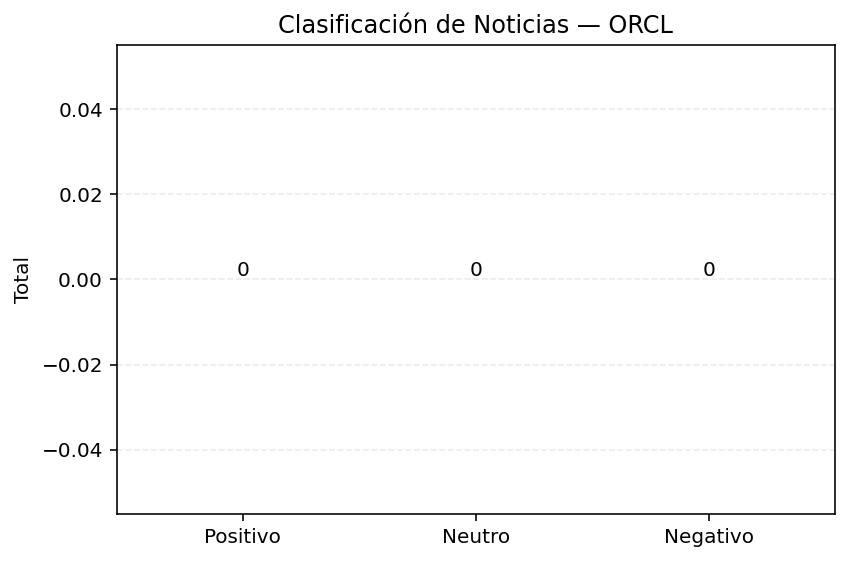 Clasificación de Noticias — ORCL
Total
0.04
0.02
0.00
−0.02
−0.04
0 0 0
Positivo Neutro Negativo